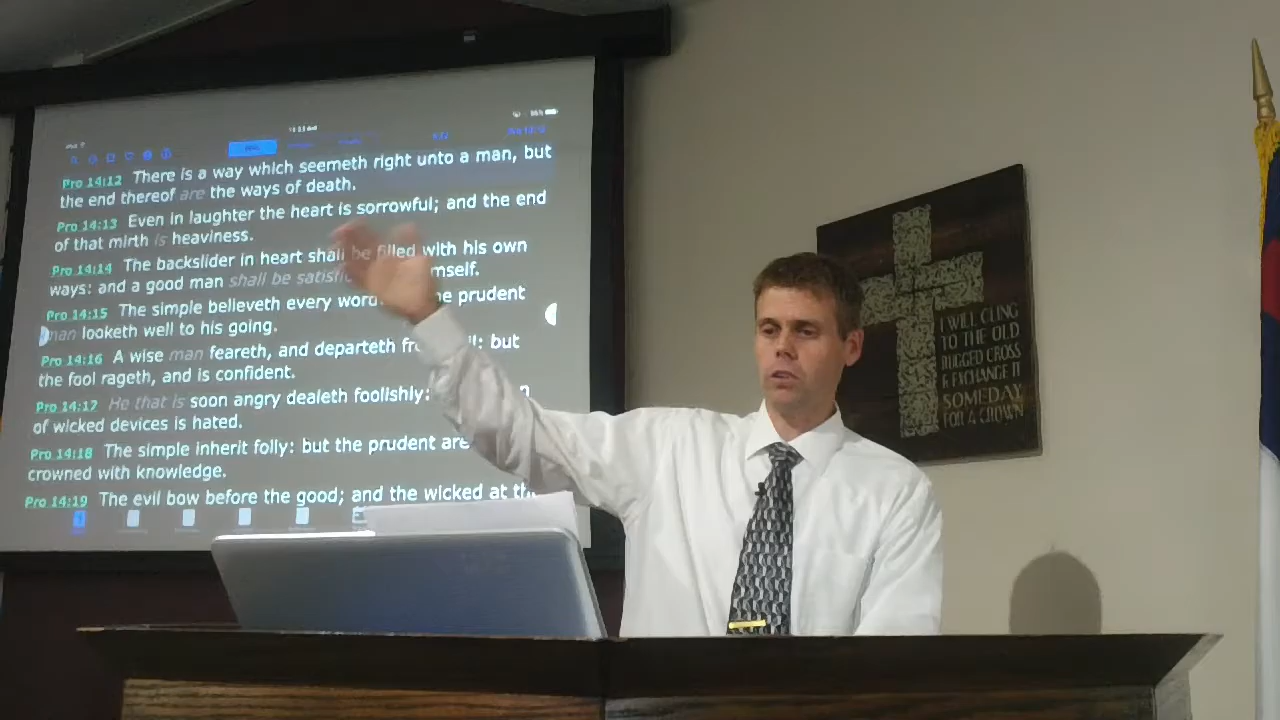 Pro 14:12 There is a way which seemeth right unto a man, but
the end thereof are the ways of death.
Pro 14:13 Even in laughter the heart is sorrowful; and the end
of that mirth is heaviness.
Pro 14:14 The backslider in heart shall be filled with his own
ways: and a good man shall be satisfi mself.
Pro 14:15 The simple believeth every word e prudent
man looketh well to his going.
Pro 14:16 A wise man feareth, and departeth fr l: but
the fool rageth, and is confident.
Pro 14:17 He that is soon angry dealeth foolishly:
of wicked devices is hated.
Pro 14:18 The simple inherit folly: but the prudent are
crowned with knowledge.
Pro 14:19 The evil bow before the good; and the wicked at th
I WILL CLING
TO THE OLD
RUGGED CROSS
& EXCHANGE IT
SOMEDAY
FOR A CROWN